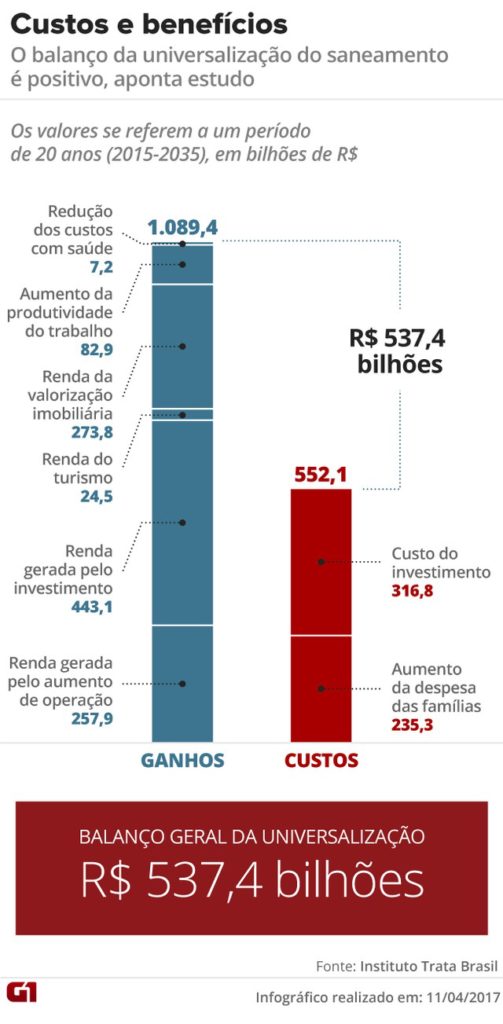 Custos e benefícios
O balanço da universalização do saneamento
é positivo, aponta estudo
Os valores se referem a um período
de 20 anos (2015-2035), em bilhões de R$
Redução
dos custos
com saúde
7,2
Aumento da
produtividade
do trabalho
82,9
Renda da
valorização
imobiliária
273,8
Renda do
turismo
24,5
Renda
gerada pelo
investimento
443,1
Renda gerada
pelo aumento
de operação
257,9
1.089,4
R$ 537,4
bilhões
552,1
Custo do
investimento
316,8
Aumento
da despesa
das famílias
235,3
GANHOS
CUSTOS
BALANÇO GERAL DA UNIVERSALIZAÇÃO
R$ 537,4 bilhões
Fonte: Instituto Trata Brasil
G1
Infográfico realizado em: 11/04/2017